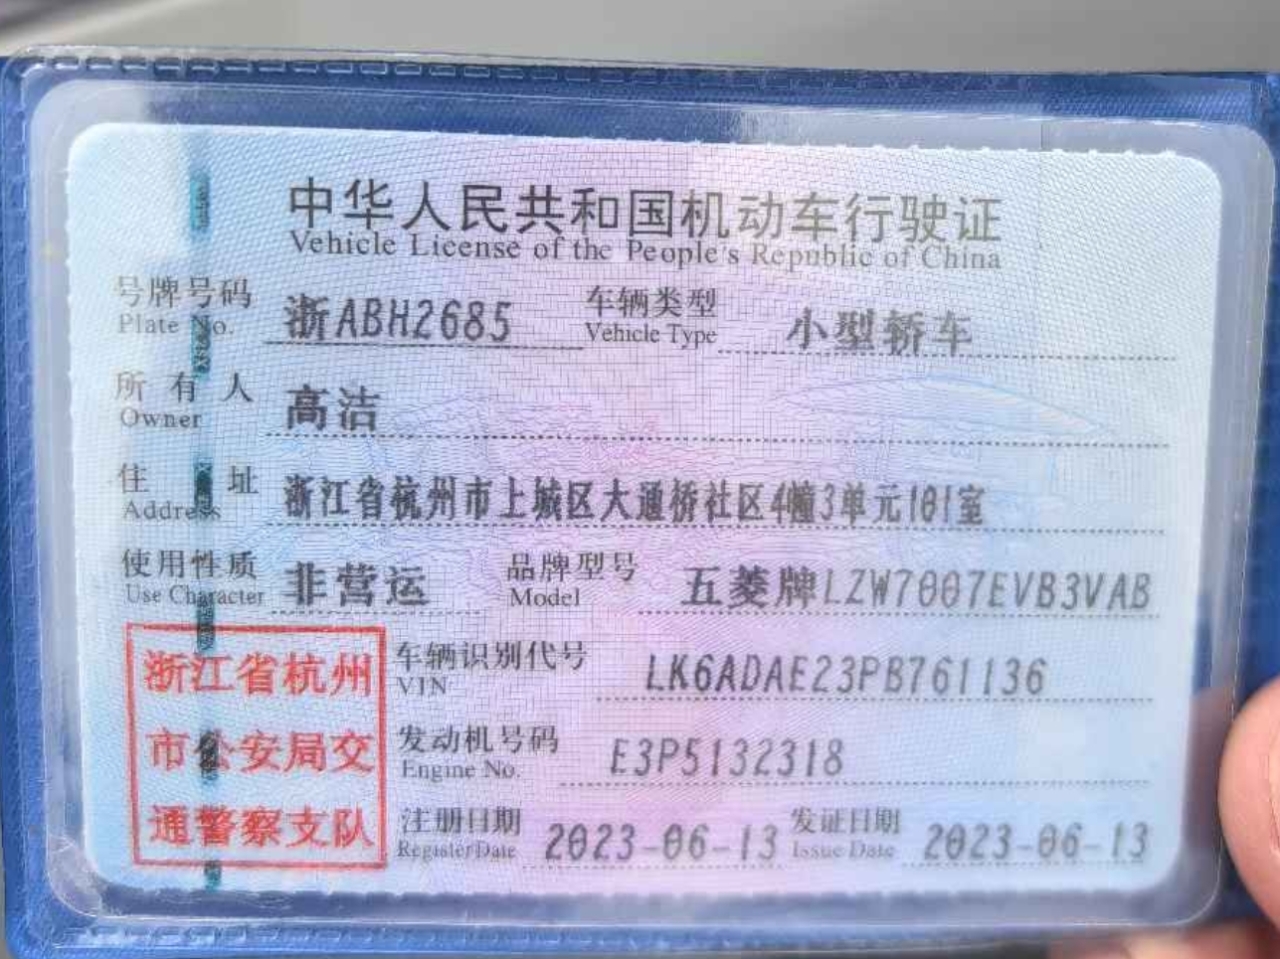 中华人民共和国机动车行驶证
Vehicle License of the People's Republic of China
号牌号码 浙ABH2685 车辆类型 小型轿车
Plate No. Vehicle Type
所有人 高洁
Owner
住址 浙江省杭州市上城区大通桥社区4幢3单元101室
Address
使用性质 非营运 品牌型号 五菱牌LZW7007EVB3VAB
Use Character Model
浙江省杭州
市公安局交
通警察支队
车辆识别代号 LK6ADAE23PB761136
VIN
发动机号码 E3P5132318
Engine No.
注册日期 2023-06-13 发证日期 2023-06-13
Register Date Issue Date